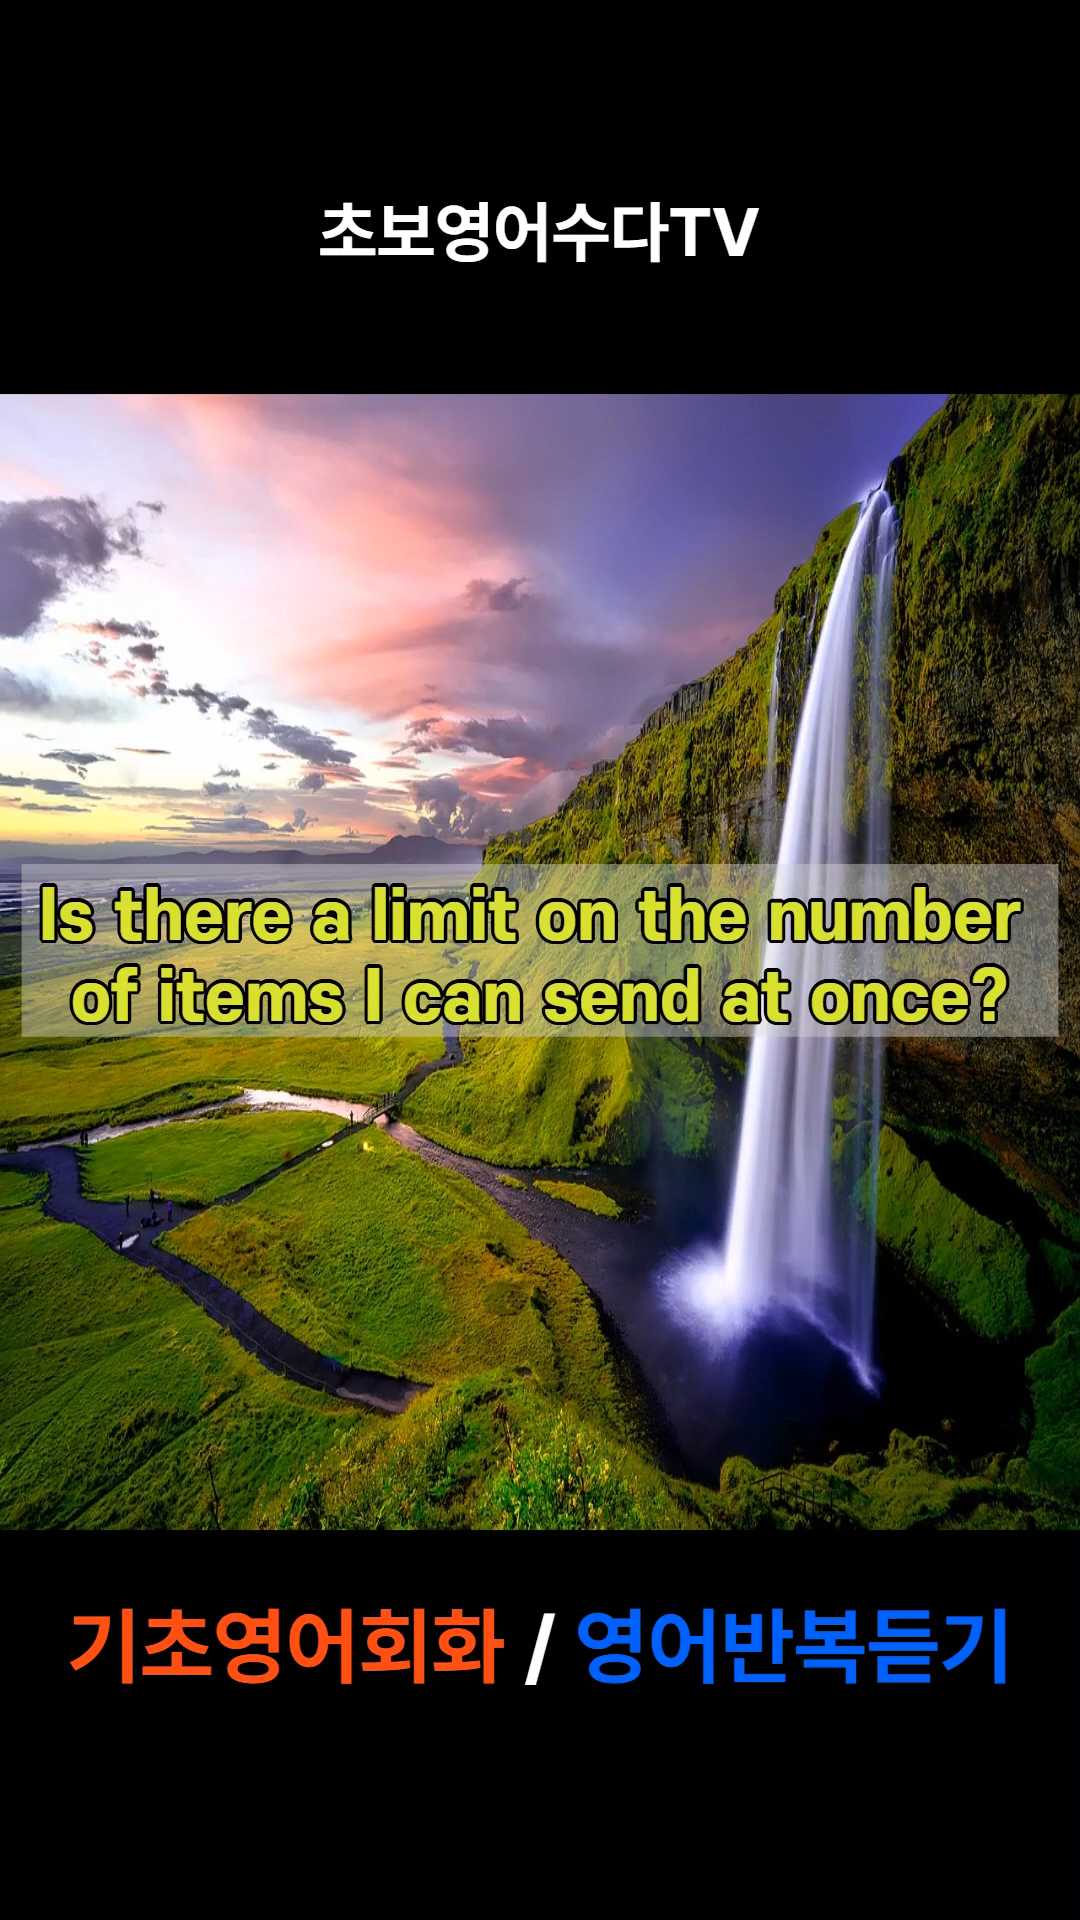 초보영어수다TV
Is there a limit on the number
of items I can send at once?
기초영어회화 / 영어반복듣기